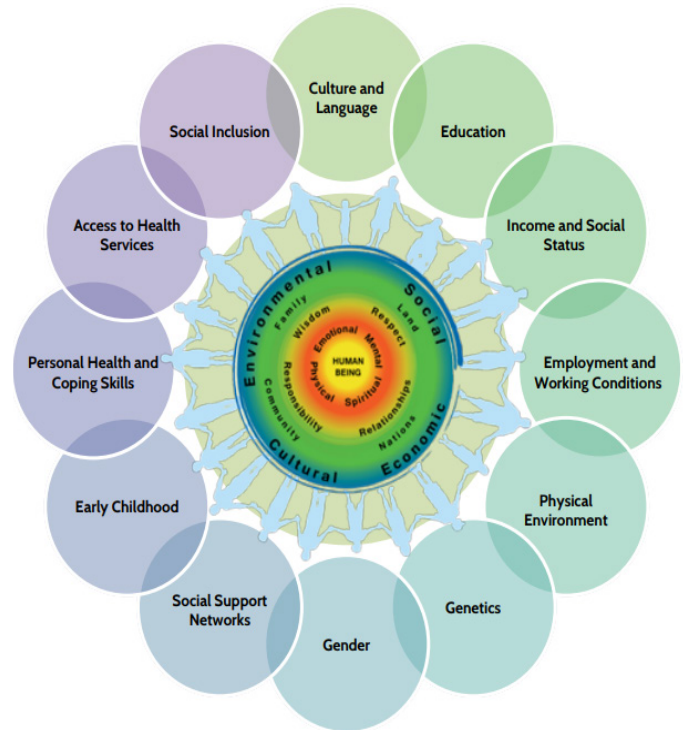 Culture and
Language
Education
Income and Social
Status
Employment and
Working Conditions
Physical
Environment
Genetics
Gender
Social Support
Networks
Early Childhood
Personal Health and
Coping Skills
Access to Health
Services
Social Inclusion
Environmental
Social
Economic
Cultural
Family
Land
Nations
Community
Wisdom
Respect
Relationships
Responsibility
Emotional
Mental
Spiritual
Physical
HUMAN
BEING